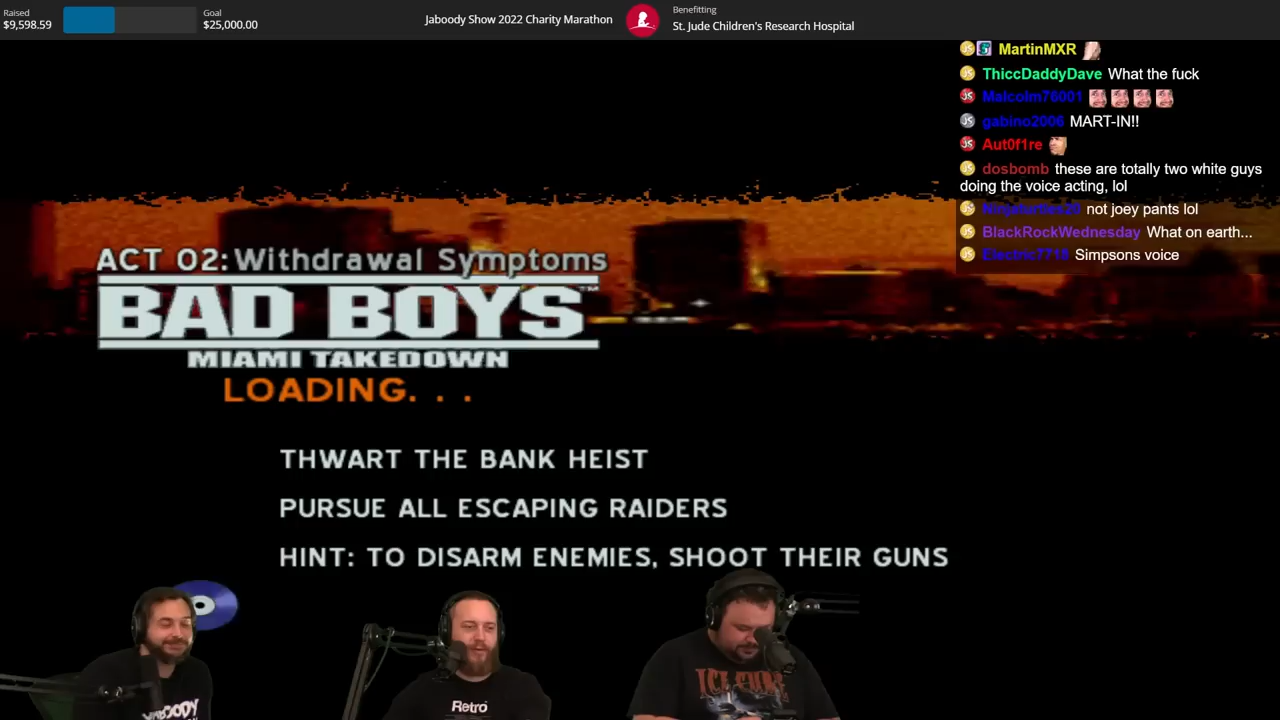 Raised
$9,598.59
Goal
$25,000.00
Jaboody Show 2022 Charity Marathon
Benefitting
St. Jude Children's Research Hospital
MartinMXR
ThiccDaddyDave What the fuck
Malcolm76001
gabino2006 MART-IN!!
Aut0f1re
dosbomb these are totally two white guys
doing the voice acting, lol
not joey pants lol
BlackRockWednesday What on earth...
Electric7718 Simpsons voice
ACT 02: Withdrawal Symptoms
BAD BOYS™
MIAMI TAKEDOWN
LOADING. . .
THWART THE BANK HEIST
PURSUE ALL ESCAPING RAIDERS
HINT: TO DISARM ENEMIES, SHOOT THEIR GUNS
Retro